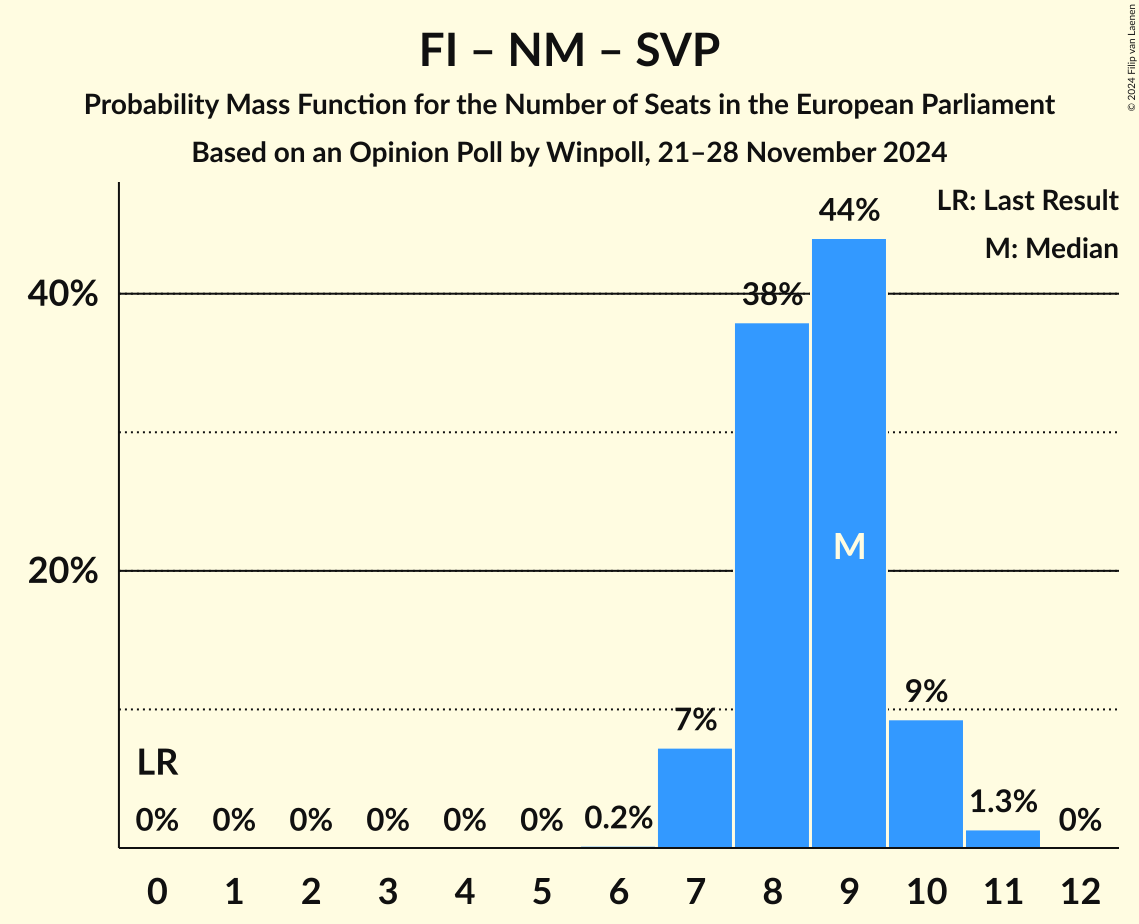 FI – NM – SVP
Probability Mass Function for the Number of Seats in the European Parliament
Based on an Opinion Poll by Winpoll, 21–28 November 2024
© 2024 Filip van Laenen
LR: Last Result
M: Median
44%
40%
38%
M
20%
9%
7%
LR
0% 0% 0% 0% 0% 0% 0.2% 1.3% 0%
0 1 2 3 4 5 6 7 8 9 10 11 12